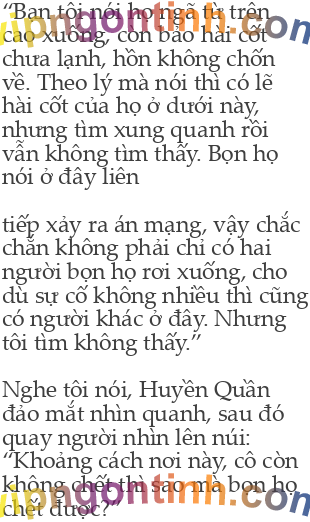 “Bạn tôi nói họ ngã từ trên
cao xuống, còn bảo hài cốt
chưa lạnh, hồn không chốn
về. Theo lý mà nói thì có lẽ
hài cốt của họ ở dưới này,
nhưng tìm xung quanh rồi
vẫn không tìm thấy. Bọn họ
nói ở đây liên
tiếp xảy ra án mạng, vậy chắc
chắn không phải chỉ có hai
người bọn họ rơi xuống, cho
dù sự cố không nhiều thì cũng
có người khác ở đây. Nhưng
tôi tìm không thấy.”
Nghe tôi nói, Huyền Quần
đảo mắt nhìn quanh, sau đó
quay người nhìn lên núi:
“Khoảng cách nơi này, cô còn
không chết thì sao mà bọn họ
chết được?”
vipngontinh.com
vipngontinh.com